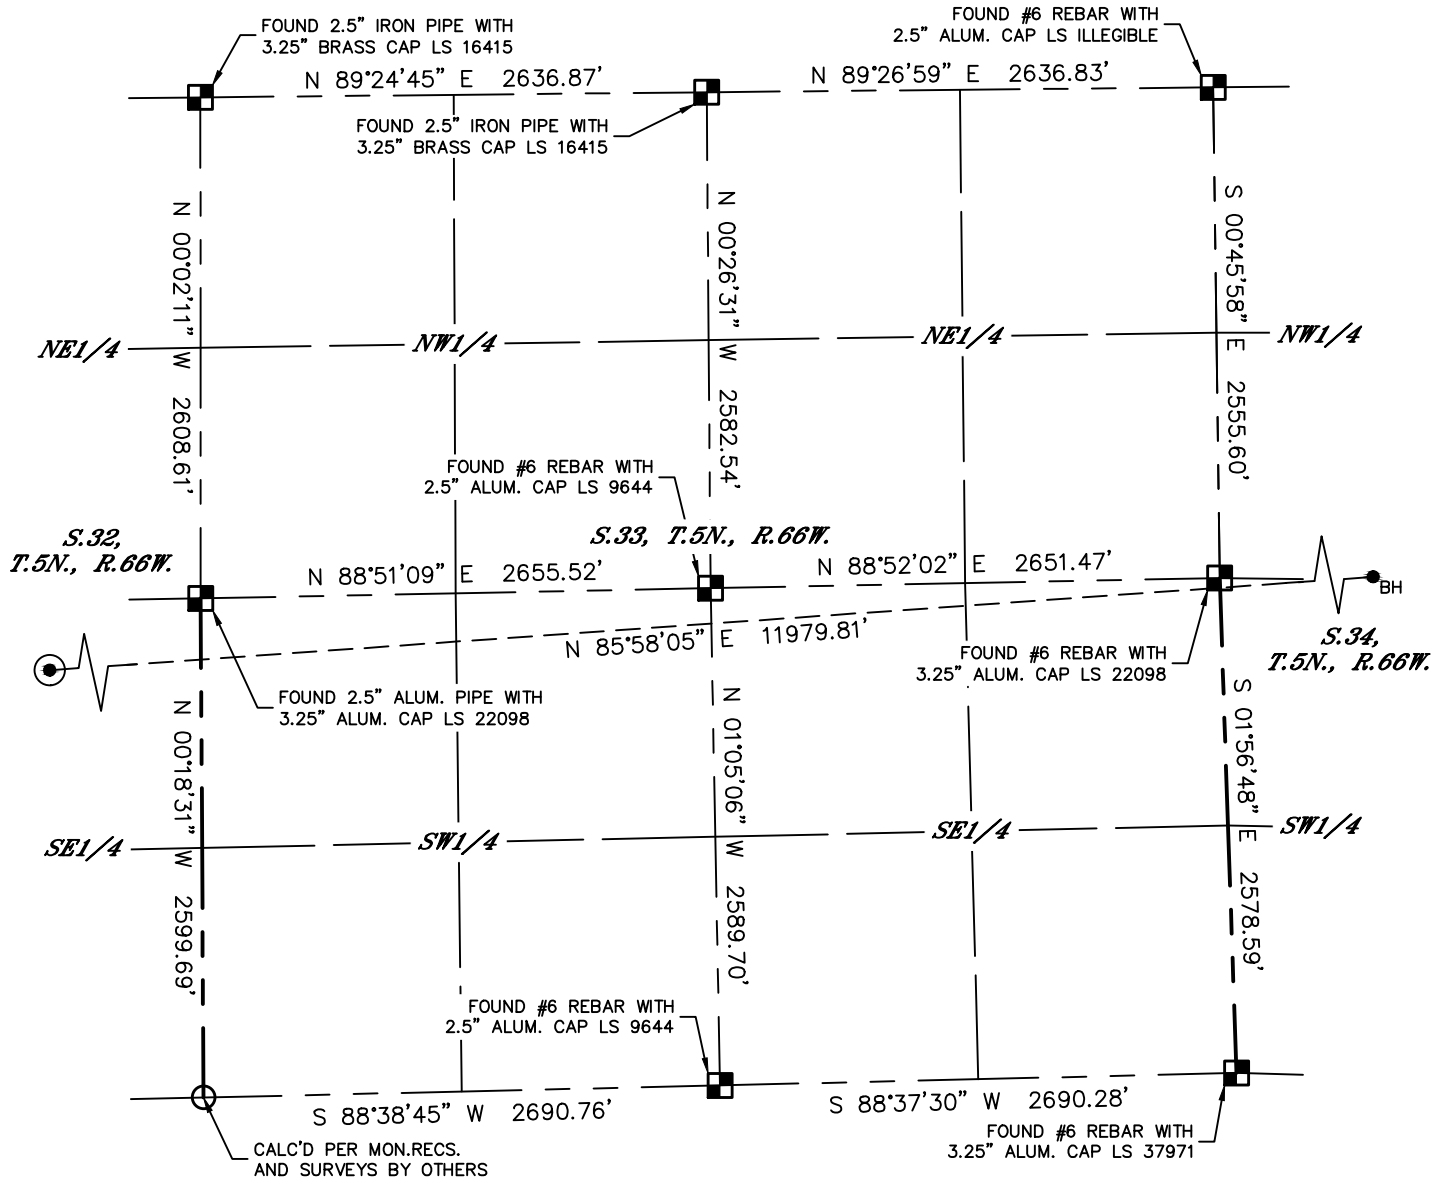 FOUND 2.5" IRON PIPE WITH
3.25" BRASS CAP LS 16415
FOUND #6 REBAR WITH
2.5" ALUM. CAP LS ILLEGIBLE
N 89°24'45" E 2636.87'
N 89°26'59" E 2636.83'
FOUND 2.5" IRON PIPE WITH
3.25" BRASS CAP LS 16415
N 00°02'11" W 2608.61'
N 00°26'31" W 2582.54'
S 00°45'58" E 2555.60'
NE1/4
NW1/4
NE1/4
NW1/4
FOUND #6 REBAR WITH
2.5" ALUM. CAP LS 9644
S.32,
T.5N., R.66W.
S.33, T.5N., R.66W.
N 88°51'09" E 2655.52'
N 88°52'02" E 2651.47'
BH
N 85°58'05" E 11979.81'
S.34,
T.5N., R.66W.
FOUND #6 REBAR WITH
3.25" ALUM. CAP LS 22098
FOUND 2.5" ALUM. PIPE WITH
3.25" ALUM. CAP LS 22098
N 00°18'31" W 2599.69'
N 01°05'06" W 2589.70'
S 01°56'48" E 2578.59'
SE1/4
SW1/4
SE1/4
SW1/4
FOUND #6 REBAR WITH
2.5" ALUM. CAP LS 9644
S 88°38'45" W 2690.76'
S 88°37'30" W 2690.28'
FOUND #6 REBAR WITH
3.25" ALUM. CAP LS 37971
CALC'D PER MON.RECS.
AND SURVEYS BY OTHERS